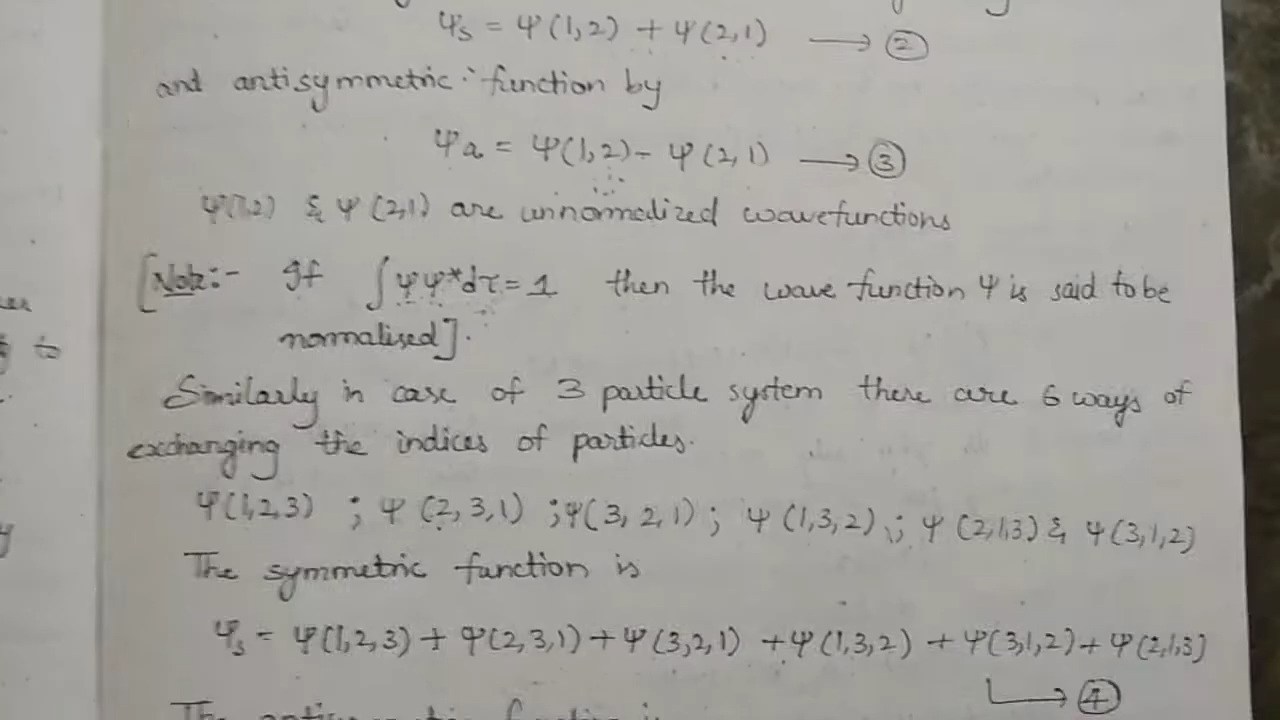 Ψs = Ψ(1,2) + Ψ(2,1) → ②
and antisymmetric function by
Ψa = Ψ(1,2) - Ψ(2,1) → ③
Ψ(1,2) & Ψ(2,1) are unnormalized wavefunctions
[Note:- If ∫ψψ*dτ = 1 then the wave function Ψ is said to be
normalised].
Similarly in case of 3 particle system there are 6 ways of
exchanging the indices of particles.
Ψ(1,2,3) ; Ψ(2,3,1) ; Ψ(3,2,1) ; Ψ(1,3,2) ; Ψ(2,1,3) & Ψ(3,1,2)
The symmetric function is
Ψs = Ψ(1,2,3) + Ψ(2,3,1) + Ψ(3,2,1) + Ψ(1,3,2) + Ψ(3,1,2) + Ψ(2,1,3)
→ ④
to